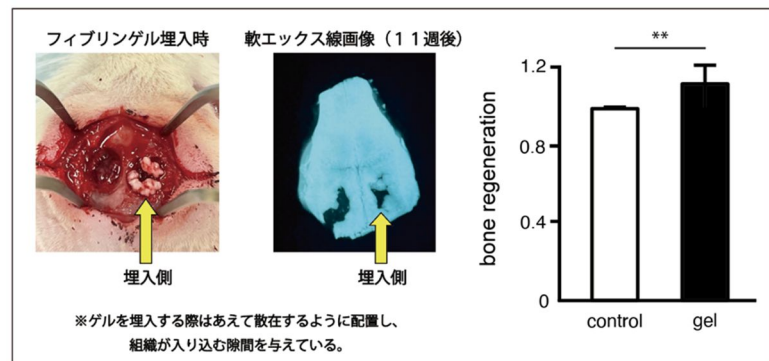 フィブリンゲル埋入時
軟エックス線画像（１１週後）
埋入側
埋入側
※ゲルを埋入する際はあえて散在するように配置し、
組織が入り込む隙間を与えている。
**
bone regeneration
1.2
0.8
0.4
0
control
gel